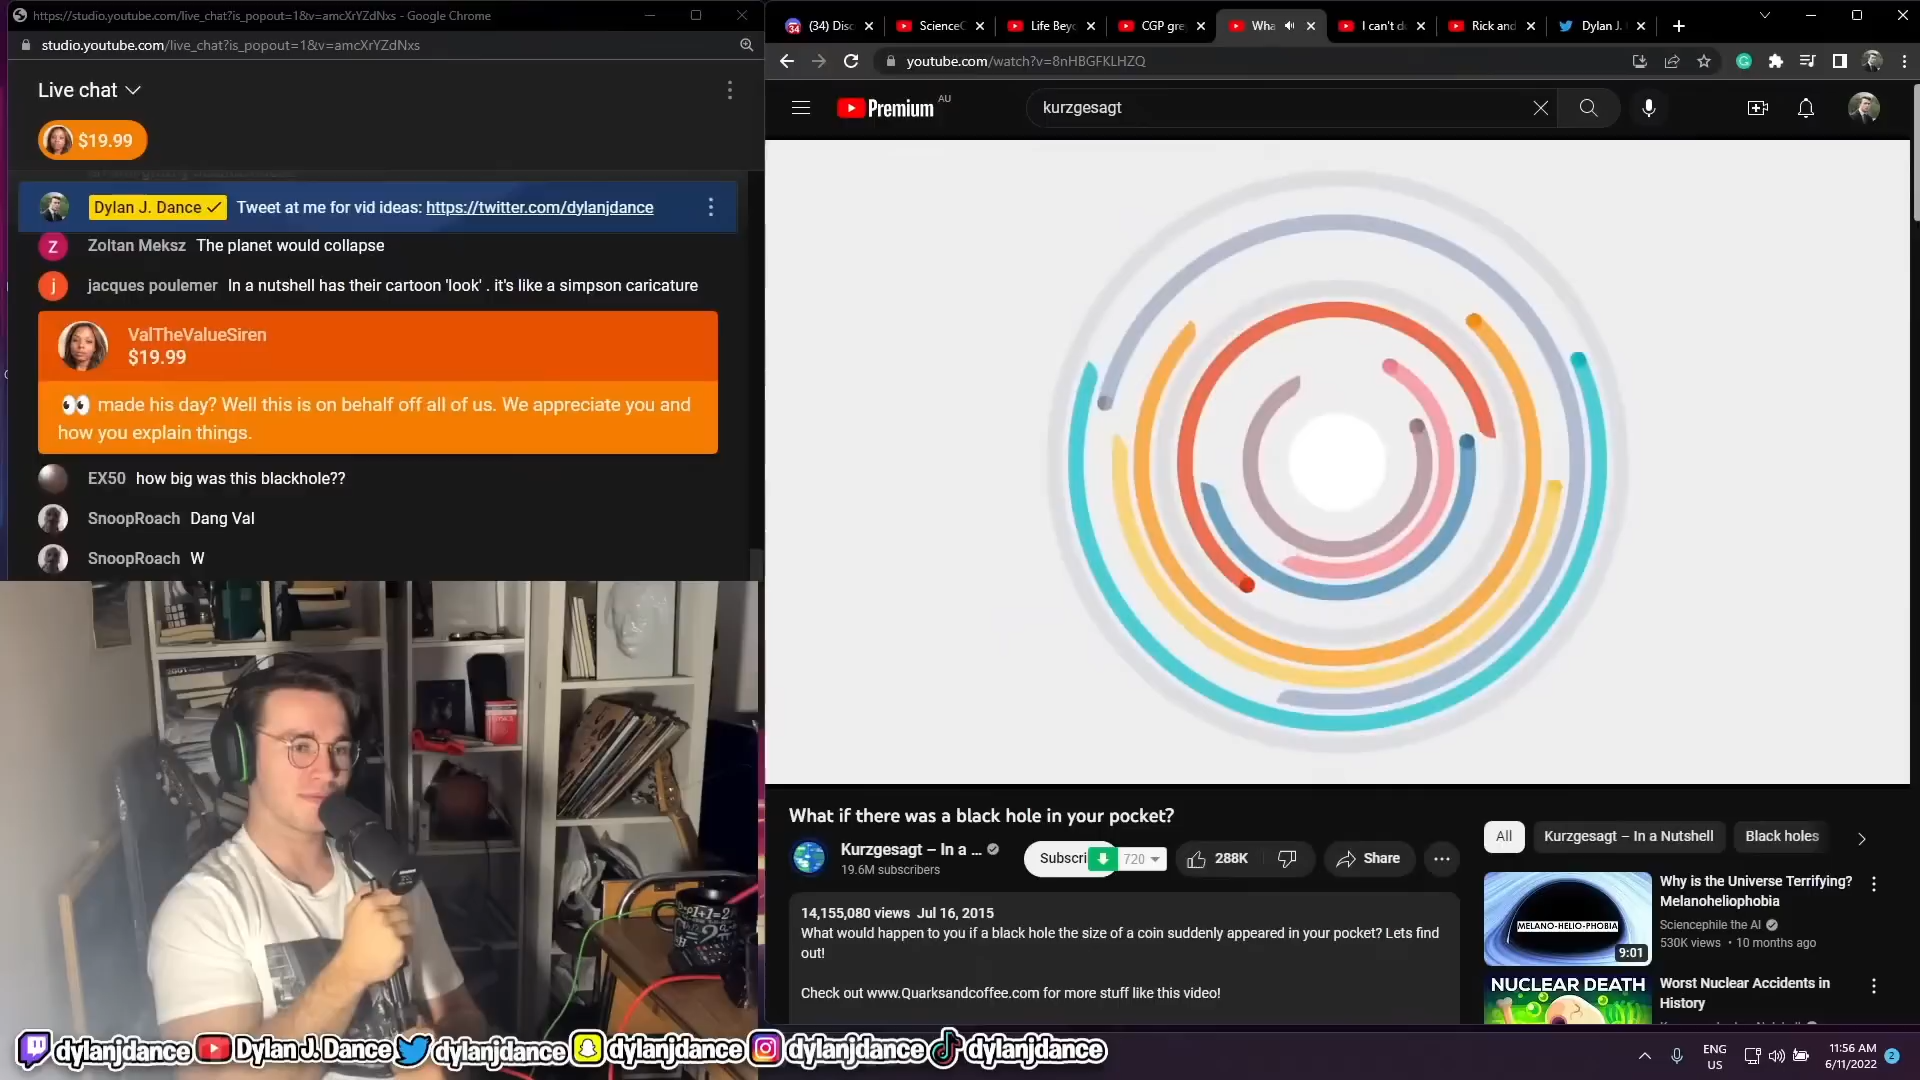 https://studio.youtube.com/live_chat?is_popout=1&v=amcXrYZdNxs - Google Chrome
studio.youtube.com/live_chat?is_popout=1&v=amcXrYZdNxs
Live chat
$19.99
Dylan J. Dance Tweet at me for vid ideas: https://twitter.com/dylanjdance
Z Zoltan Meksz The planet would collapse
j jacques poulemer In a nutshell has their cartoon 'look' . it's like a simpson caricature
ValTheValueSiren
$19.99
made his day? Well this is on behalf off all of us. We appreciate you and
how you explain things.
EX50 how big was this blackhole??
SnoopRoach Dang Val
SnoopRoach W
(34) Disc
ScienceC
Life Bey
CGP gre
Wha
I can't d
Rick and
Dylan J.
youtube.com/watch?v=8nHBGFKLHZQ
Premium AU
kurzgesagt
What if there was a black hole in your pocket?
Kurzgesagt – In a ...
19.6M subscribers
Subscri
720
288K
Share
14,155,080 views Jul 16, 2015
What would happen to you if a black hole the size of a coin suddenly appeared in your pocket? Lets find
out!
Check out www.Quarksandcoffee.com for more stuff like this video!
All
Kurzgesagt – In a Nutshell
Black holes
MELANO-HELIO-PHOBIA
9:01
Why is the Universe Terrifying?
Melanoheliophobia
Sciencephile the AI
530K views • 10 months ago
NUCLEAR DEATH
Worst Nuclear Accidents in
History
dylanjdance
Dylan J. Dance
dylanjdance
dylanjdance
dylanjdance
dylanjdance
ENG
US
11:56 AM
6/11/2022
2